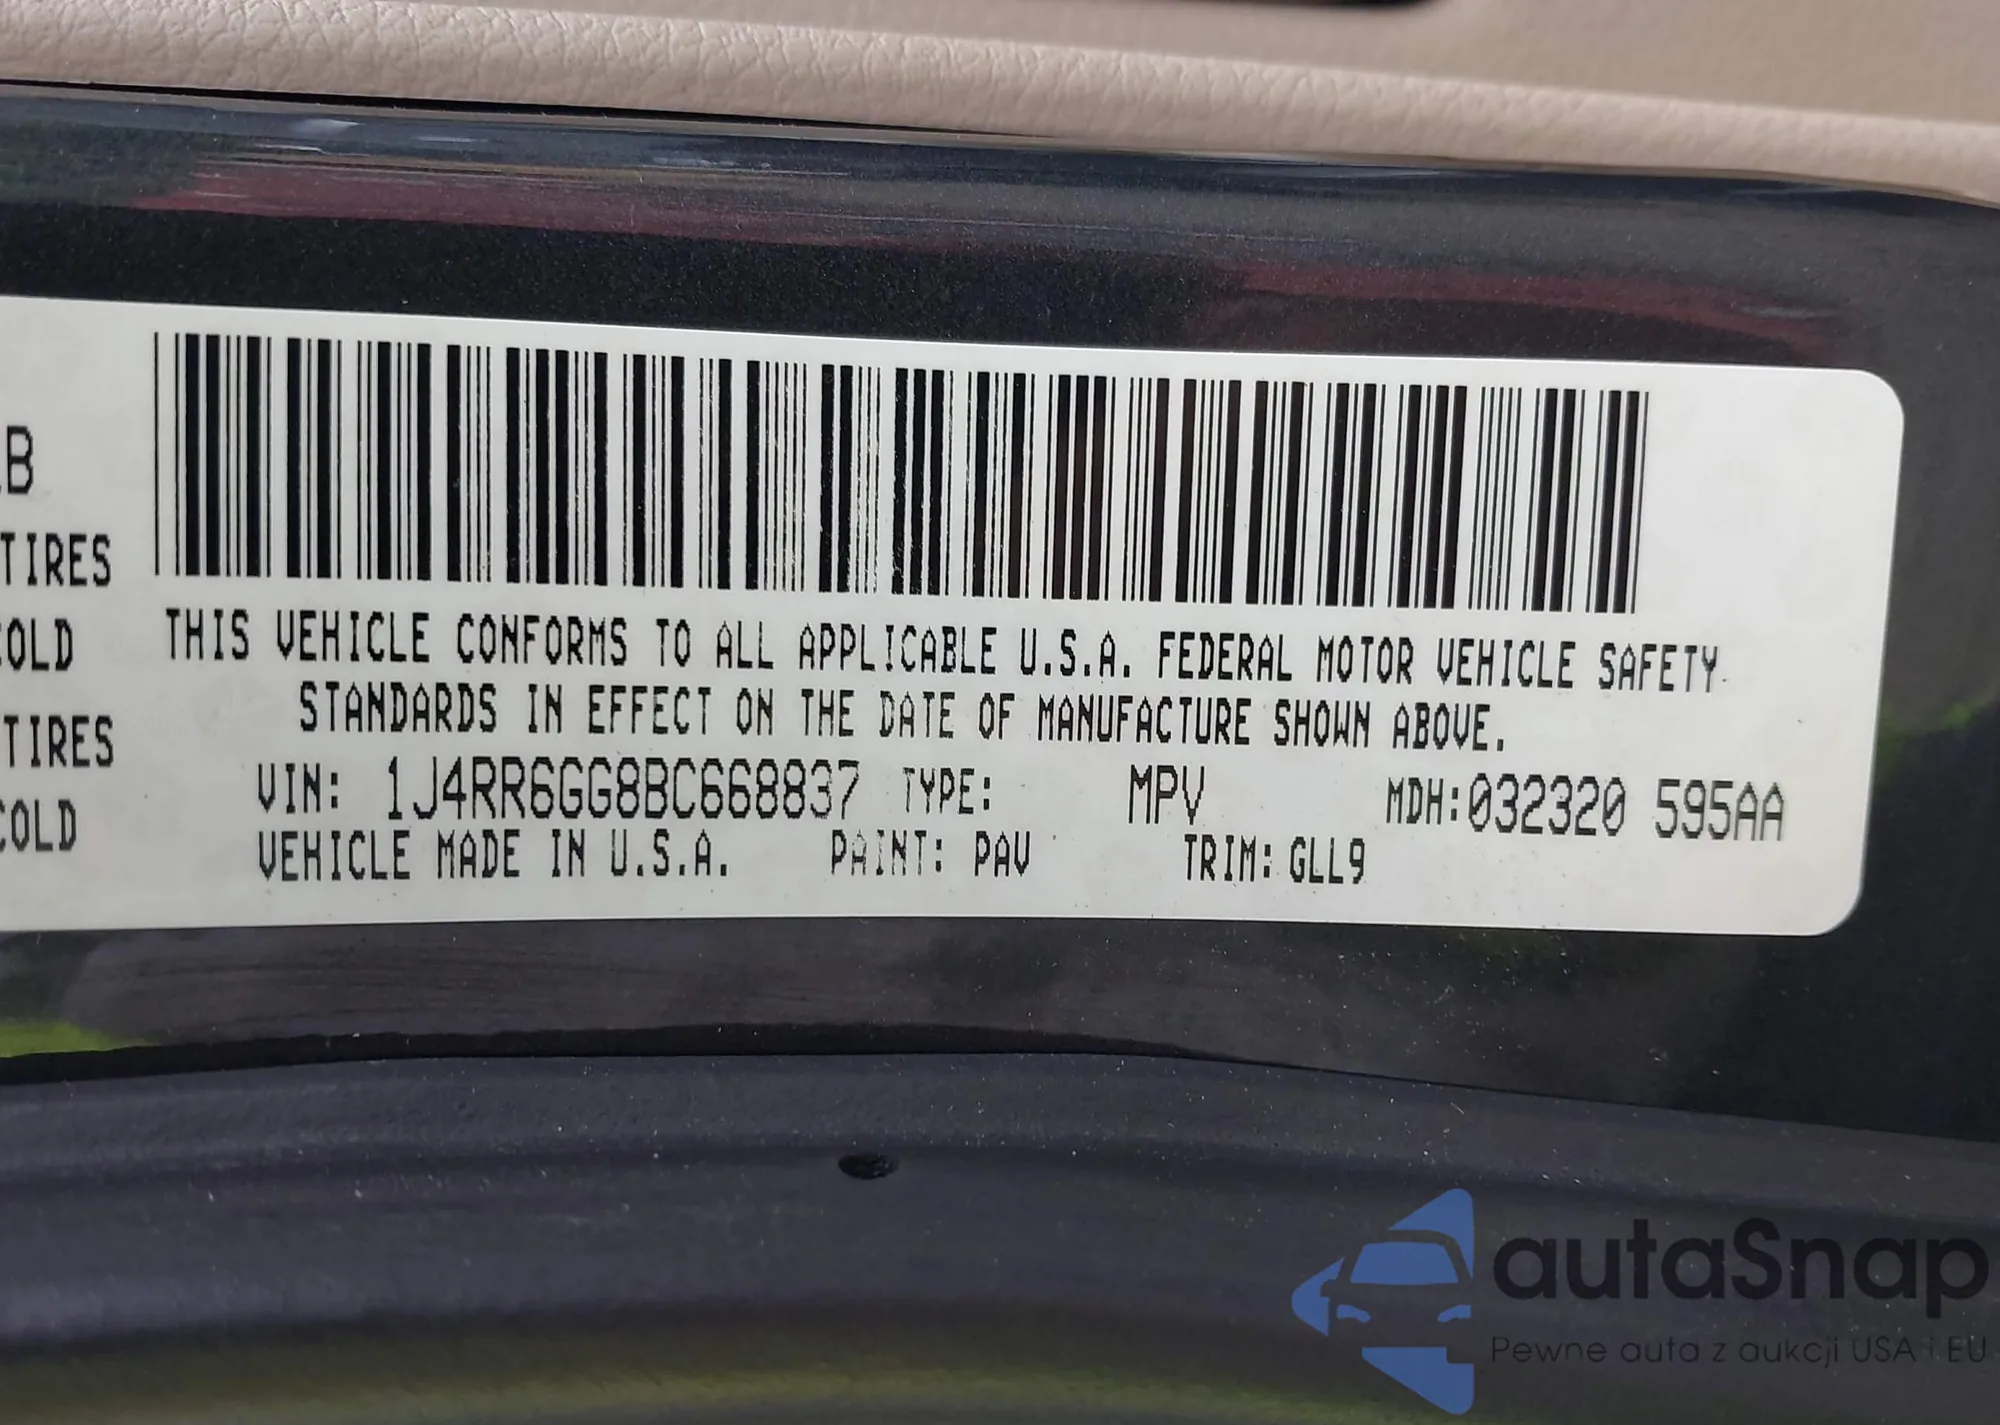 B
TIRES
COLD
TIRES
COLD
THIS VEHICLE CONFORMS TO ALL APPLICABLE U.S.A. FEDERAL MOTOR VEHICLE SAFETY
STANDARDS IN EFFECT ON THE DATE OF MANUFACTURE SHOWN ABOVE.
VIN: 1J4RR6GG8BC668837 TYPE: MPV MDH:032320 595AA
VEHICLE MADE IN U.S.A. PAINT: PAV TRIM: GLL9
autaSnap
Pewne auta z aukcji USA i EU